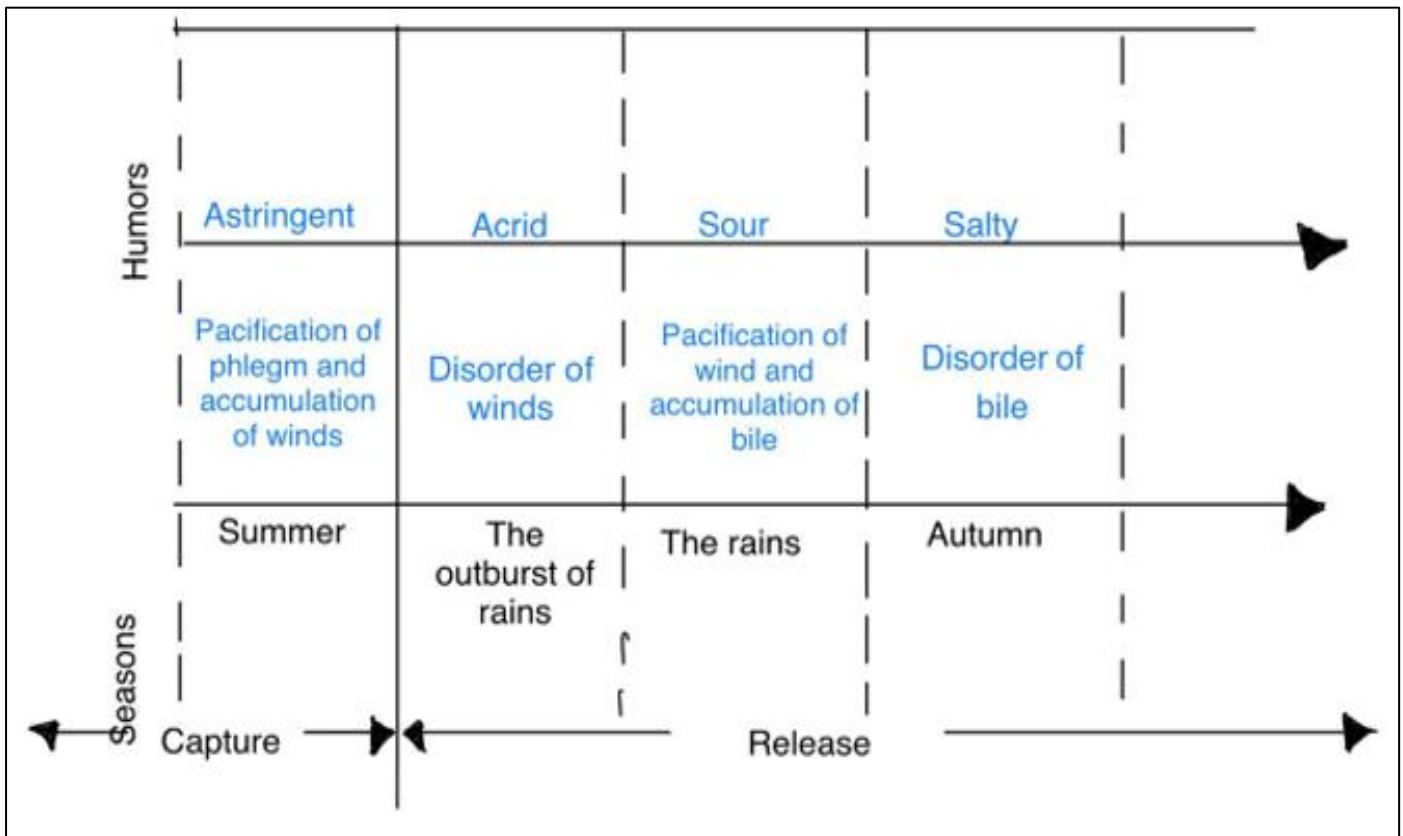 Humors
Astringent
Acrid
Sour
Salty
Pacification of
phlegm and
accumulation
of winds
Disorder of
winds
Pacification of
wind and
accumulation of
bile
Disorder of
bile
Seasons
Summer
The
outburst of
rains
The rains
Autumn
Capture
Release